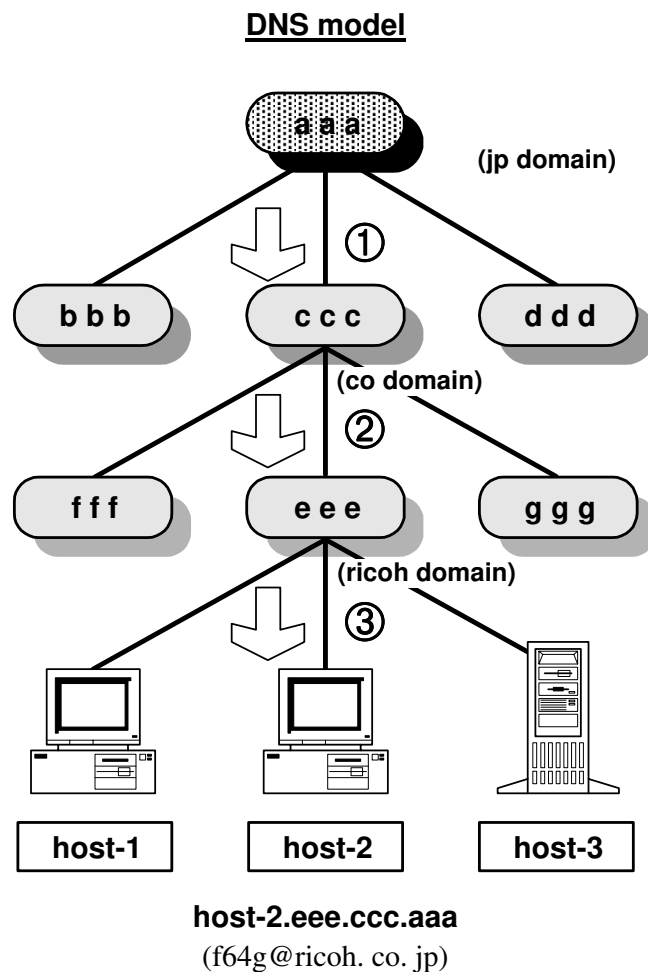 DNS model
a a a
(jp domain)
①
b b b
c c c
d d d
(co domain)
②
f f f
e e e
g g g
(ricoh domain)
③
host-1
host-2
host-3
host-2.eee.ccc.aaa
(f64g@ricoh. co. jp)